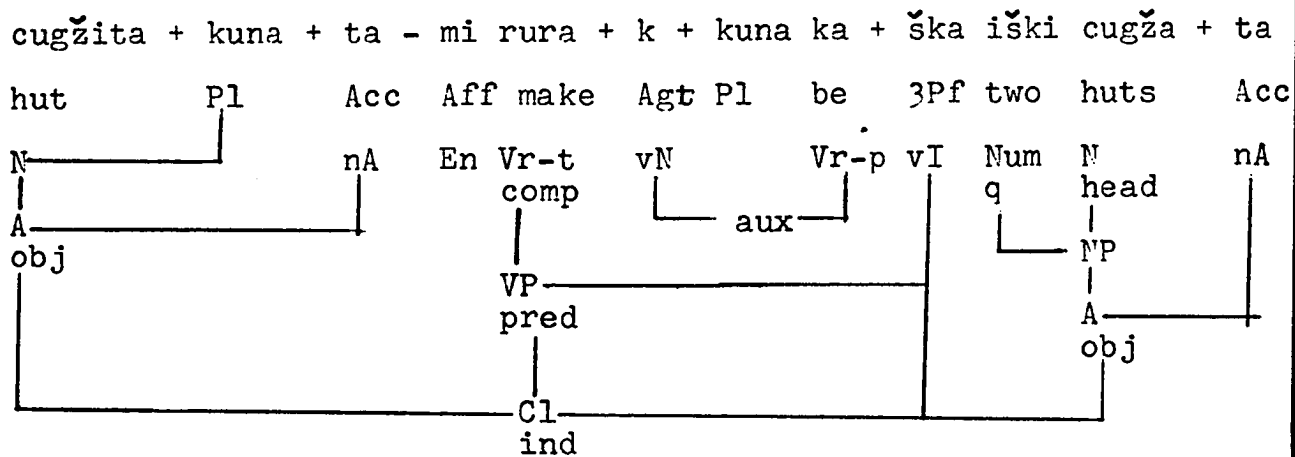 cugžita + kuna + ta - mi rura + k + kuna ka + ška iški cugža + ta
hut Pl Acc Aff make Agt Pl be 3Pf two huts Acc
N nA En Vr-t vN Vr-p vI Num N nA
comp q head
A aux NP
obj
VP A
pred obj
Cl
ind